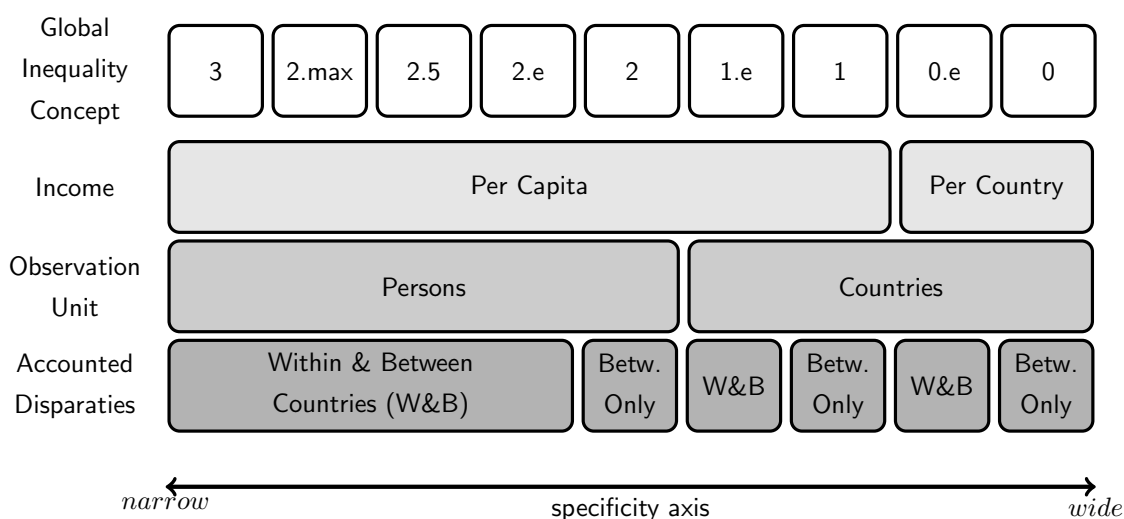 Global
Inequality
Concept
3 2.max 2.5 2.e 2 1.e 1 0.e 0
Income
Per Capita Per Country
Observation
Unit
Persons Countries
Accounted
Disparaties
Within & Between
Countries (W&B)
Betw.
Only
W&B
Betw.
Only
W&B
Betw.
Only
narrow specificity axis wide